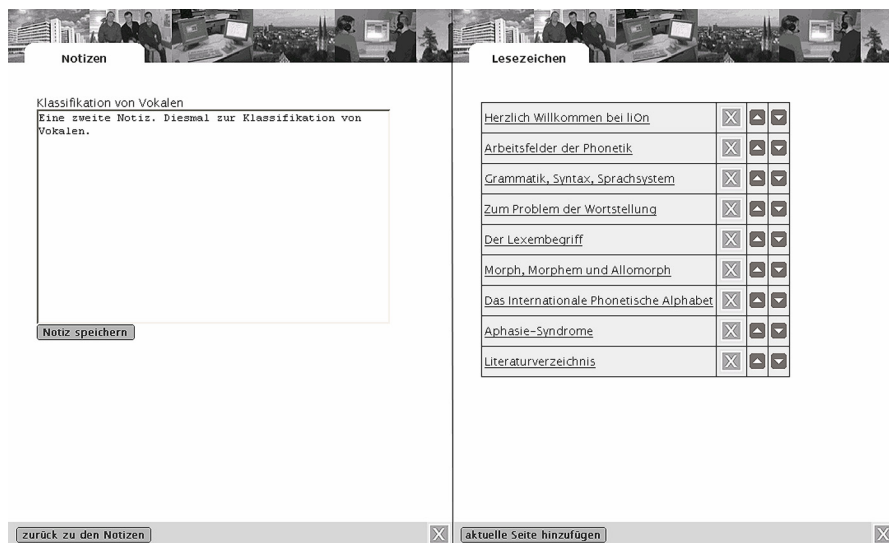 Notizen
Klassifikation von Vokalen
Eine zweite Notiz. Diesmal zur Klassifikation von
Vokalen.
Notiz speichern
zurück zu den Notizen
X
Lesezeichen
Herzlich Willkommen bei liOn X
Arbeitsfelder der Phonetik X
Grammatik, Syntax, Sprachsystem X
Zum Problem der Wortstellung X
Der Lexembegriff X
Morph, Morphem und Allomorph X
Das Internationale Phonetische Alphabet X
Aphasie-Syndrome X
Literaturverzeichnis X
aktuelle Seite hinzufügen
X